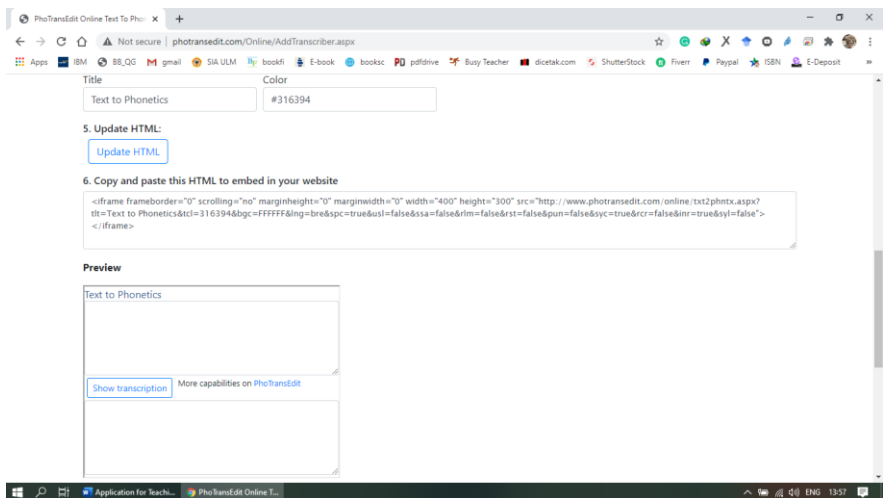 PhoTransEdit Online Text To Phon
Not secure | photransedit.com/Online/AddTranscriber.aspx
Apps IBM BB_QG gmail SIA ULM bookfi E-book booksc pdfdrive Busy Teacher dicetak.com ShutterStock Fiverr Paypal ISBN E-Deposit »
Title Color
Text to Phonetics #316394
5. Update HTML:
Update HTML
6. Copy and paste this HTML to embed in your website
<iframe frameborder="0" scrolling="no" marginheight="0" marginwidth="0" width="400" height="300" src="http://www.photransedit.com/online/txt2phntx.aspx?
tlt=Text to Phonetics&tcl=316394&bgc=FFFFFF&lng=bre&spc=true&usl=false&ssa=false&rlm=false&rst=false&pun=false&syc=true&rcr=false&inr=true&syl=false">
</iframe>
Preview
Text to Phonetics
Show transcription More capabilities on PhoTransEdit
Application for Teachi... PhoTransEdit Online T... ENG 13:57